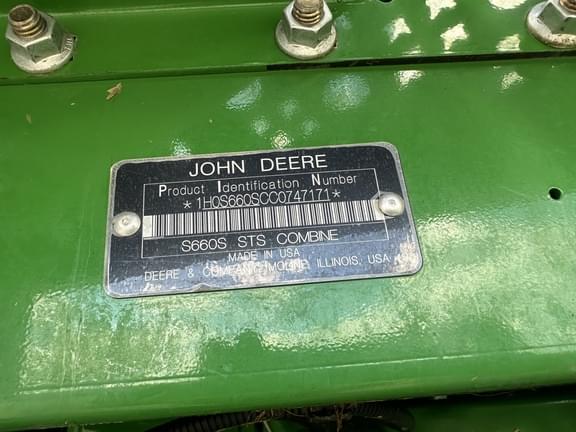 JOHN DEERE
Product Identification Number
*1H0S660SCC0747171*
S660S STS COMBINE
MADE IN USA
DEERE & COMPANY MOLINE, ILLINOIS, USA